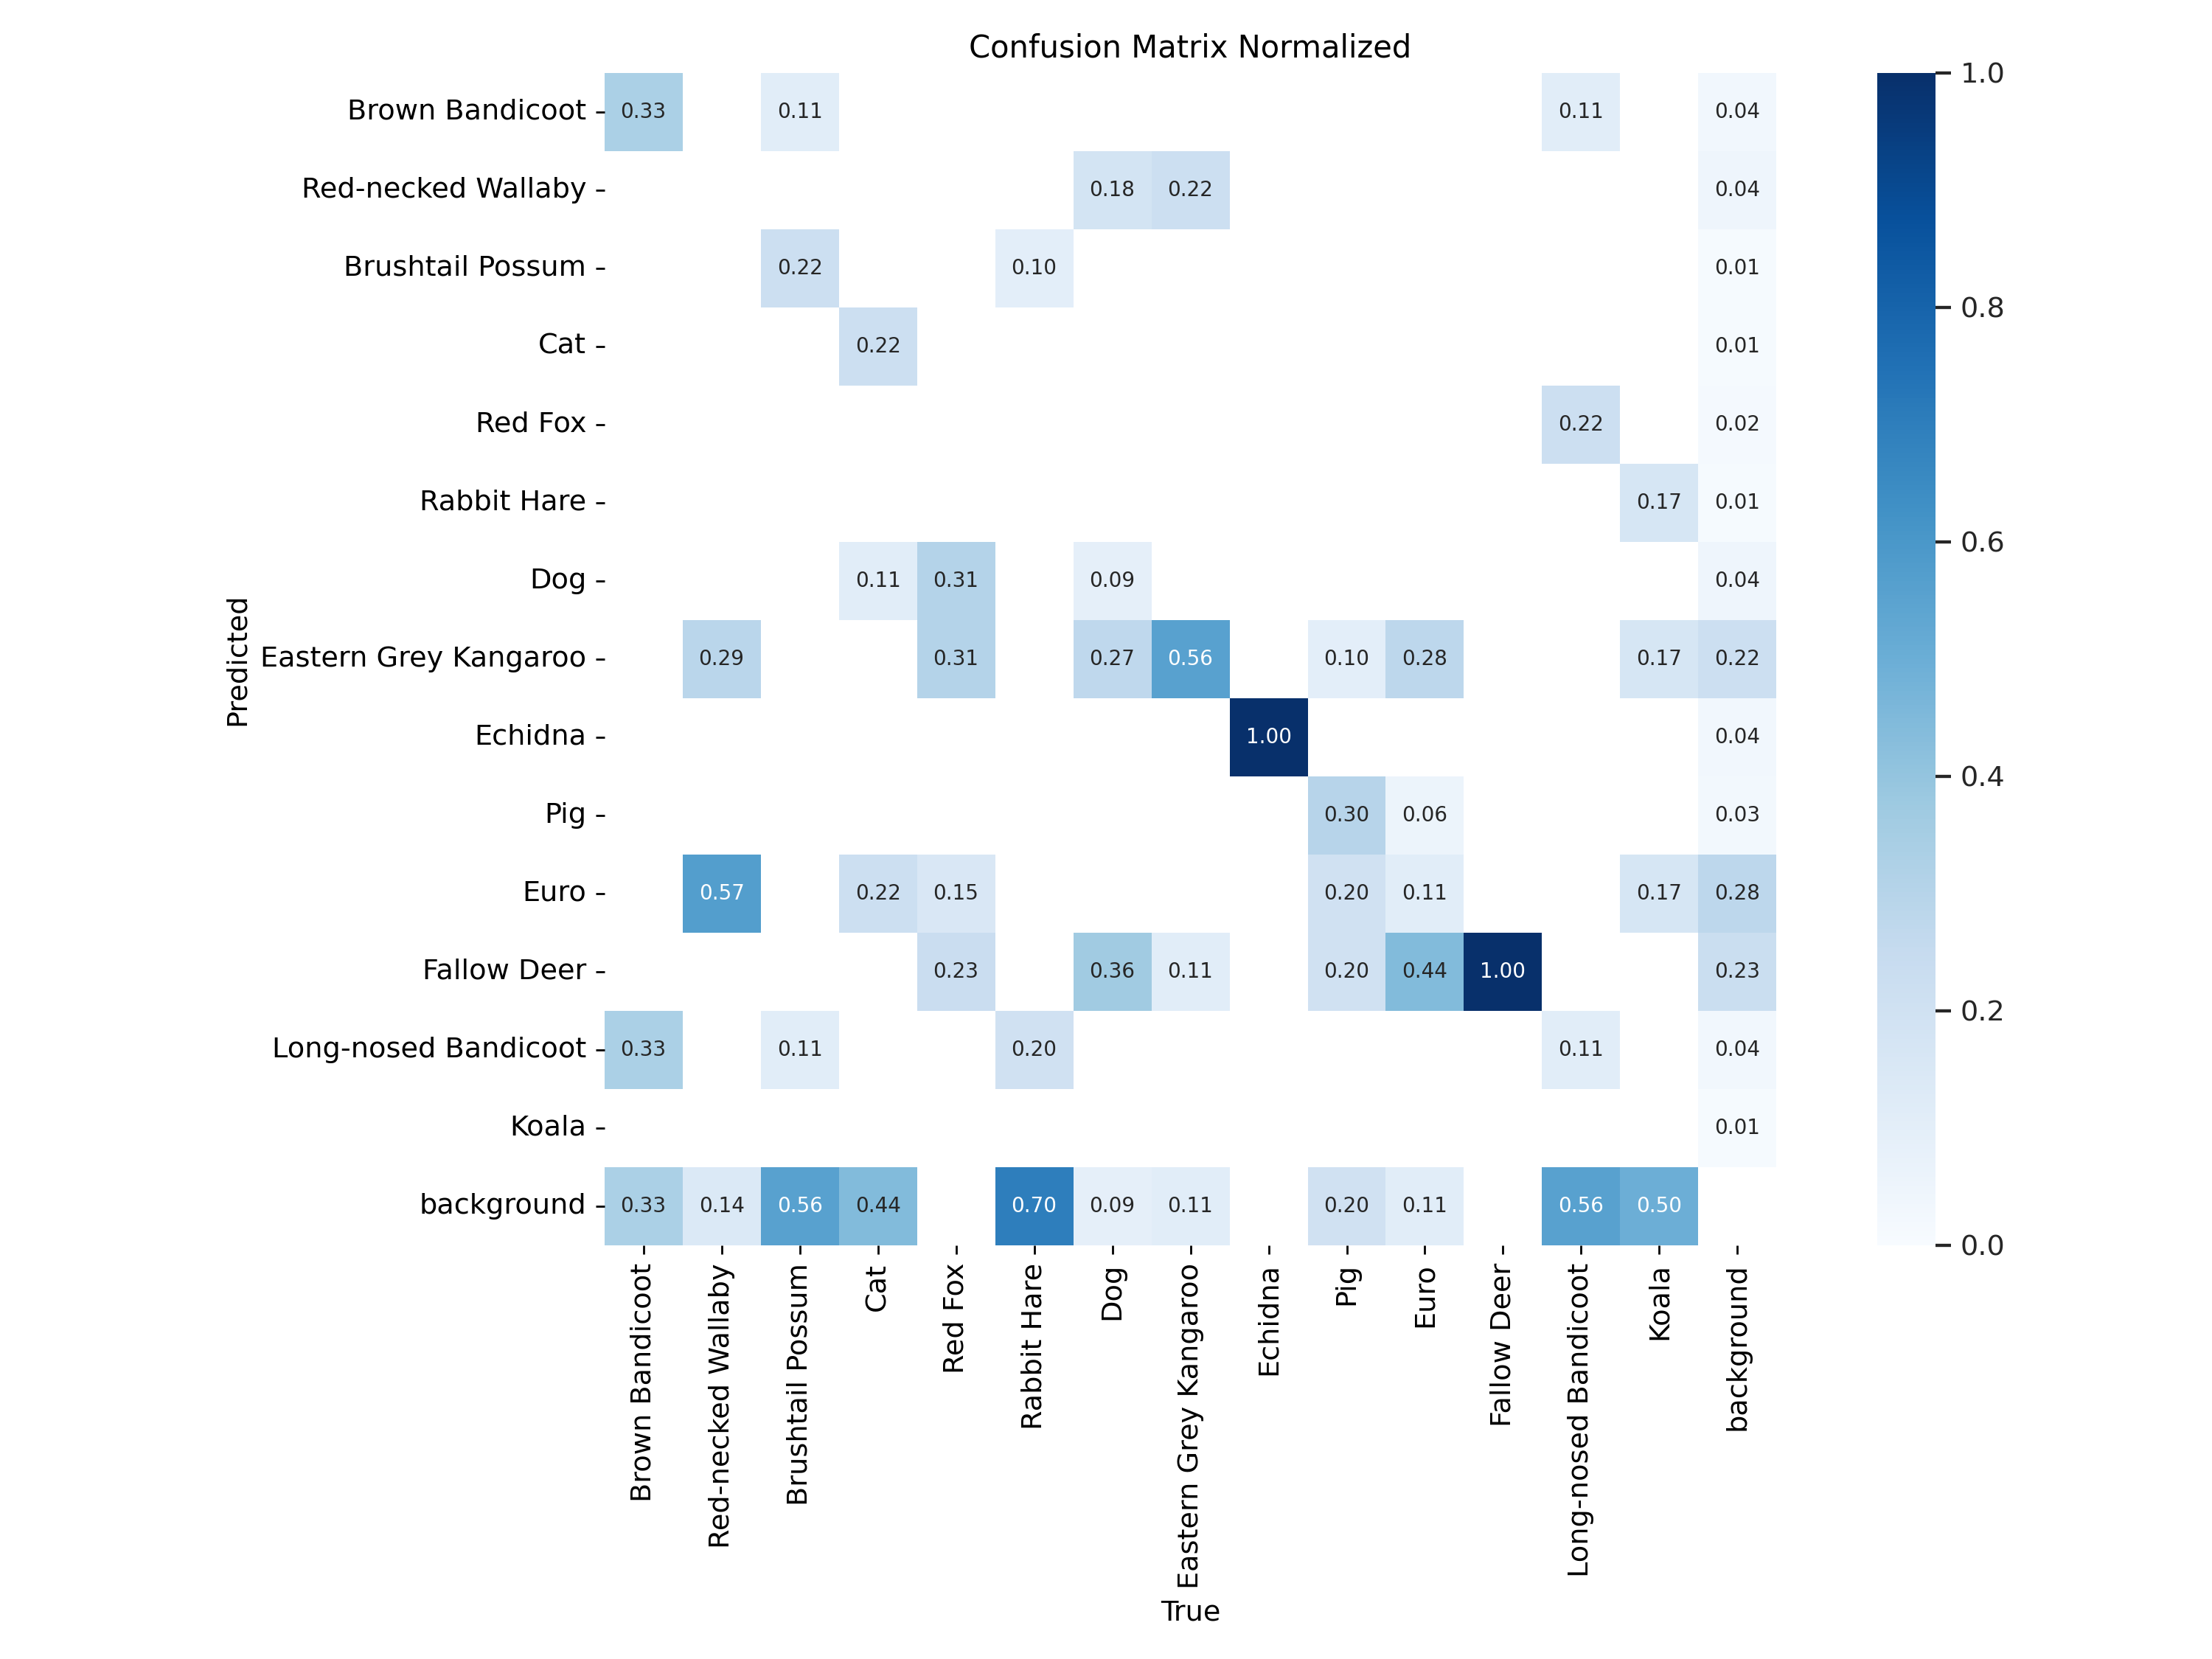 Confusion Matrix Normalized
Brown Bandicoot 0.33 0.11 0.11 0.04
Red-necked Wallaby 0.18 0.22 0.04
Brushtail Possum 0.22 0.10 0.01
Cat 0.22 0.01
Red Fox 0.22 0.02
Rabbit Hare 0.17 0.01
Dog 0.11 0.31 0.09 0.04
Eastern Grey Kangaroo 0.29 0.31 0.27 0.56 0.10 0.28 0.17 0.22
Echidna 1.00 0.04
Pig 0.30 0.06 0.03
Euro 0.57 0.22 0.15 0.20 0.11 0.17 0.28
Fallow Deer 0.23 0.36 0.11 0.20 0.44 1.00 0.23
Long-nosed Bandicoot 0.33 0.11 0.20 0.11 0.04
Koala 0.01
background 0.33 0.14 0.56 0.44 0.70 0.09 0.11 0.20 0.11 0.56 0.50
Predicted
Brown Bandicoot
Red-necked Wallaby
Brushtail Possum
Cat
Red Fox
Rabbit Hare
Dog
Eastern Grey Kangaroo
Echidna
Pig
Euro
Fallow Deer
Long-nosed Bandicoot
Koala
background
True
1.0
0.8
0.6
0.4
0.2
0.0